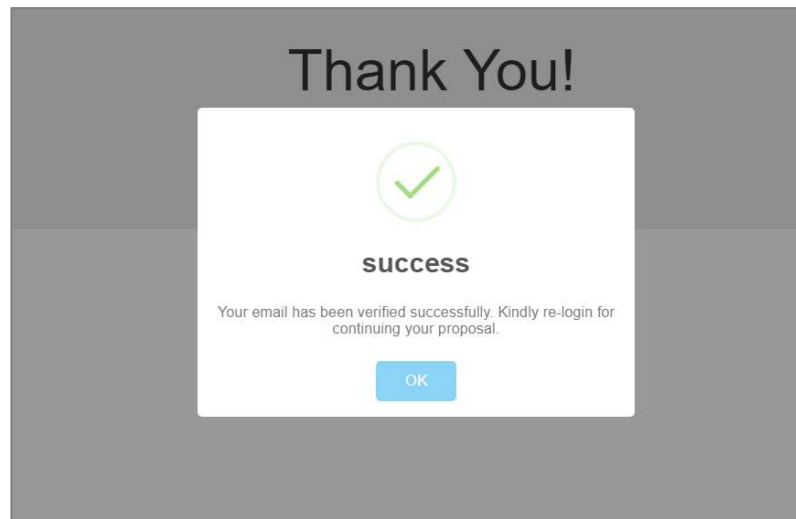 Thank You!
success
Your email has been verified successfully. Kindly re-login for
continuing your proposal.
OK